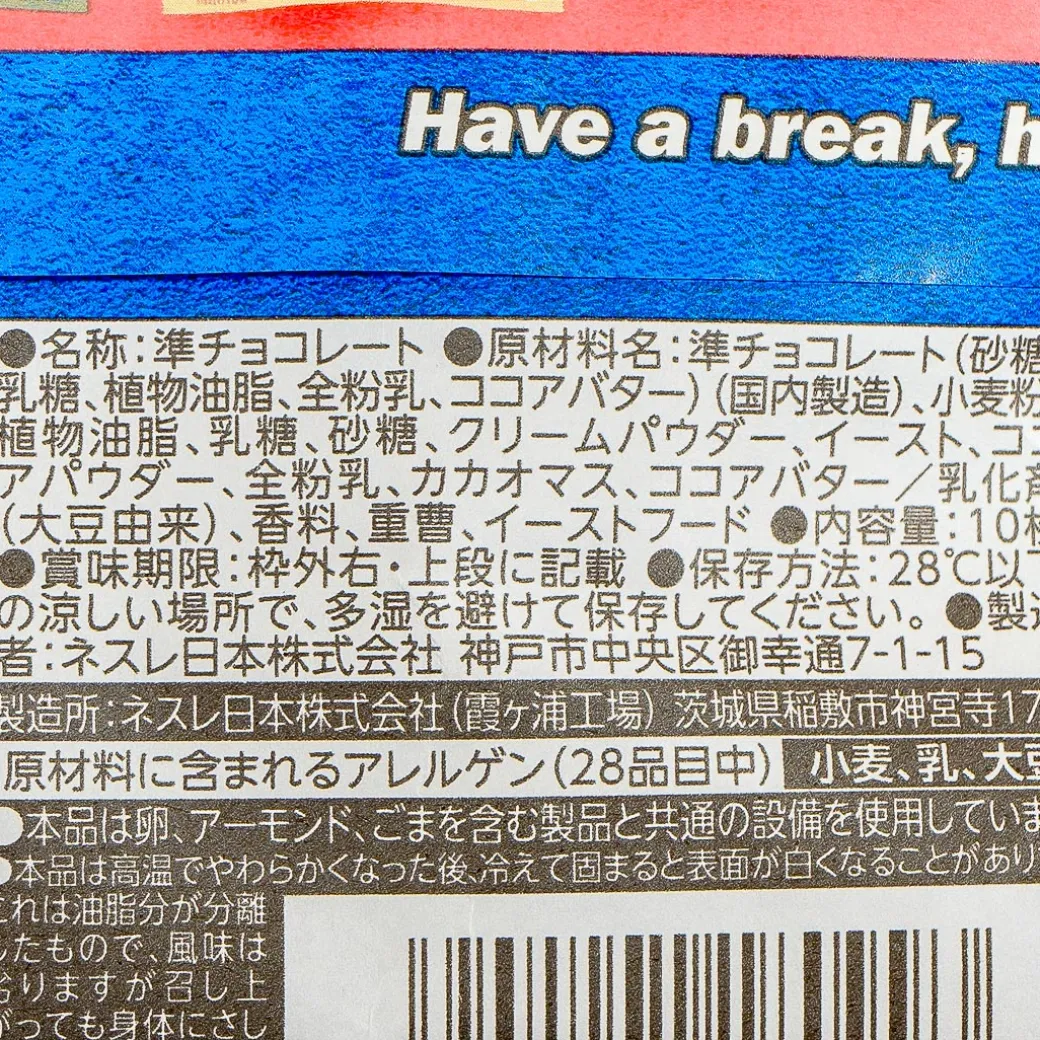 Have a break, h
●名称:準チョコレート ●原材料名:準チョコレート(砂糖
乳糖、植物油脂、全粉乳、ココアバター)(国内製造)、小麦粉
植物油脂、乳糖、砂糖、クリームパウダー、イースト、ココ
アパウダー、全粉乳、カカオマス、ココアバター/乳化剤
(大豆由来)、香料、重曹、イーストフード ●内容量:10枚
●賞味期限:枠外右・上段に記載 ●保存方法:28℃以下
の涼しい場所で、多湿を避けて保存してください。 ●製造
者:ネスレ日本株式会社 神戸市中央区御幸通7-1-15
製造所:ネスレ日本株式会社(霞ヶ浦工場) 茨城県稲敷市神宮寺17
原材料に含まれるアレルゲン(28品目中) 小麦、乳、大豆
●本品は卵、アーモンド、ごまを含む製品と共通の設備を使用していま
●本品は高温でやわらかくなった後、冷えて固まると表面が白くなることがあり
これは油脂分が分離
したもので、風味は
劣りますが召し上
がっても身体にさし